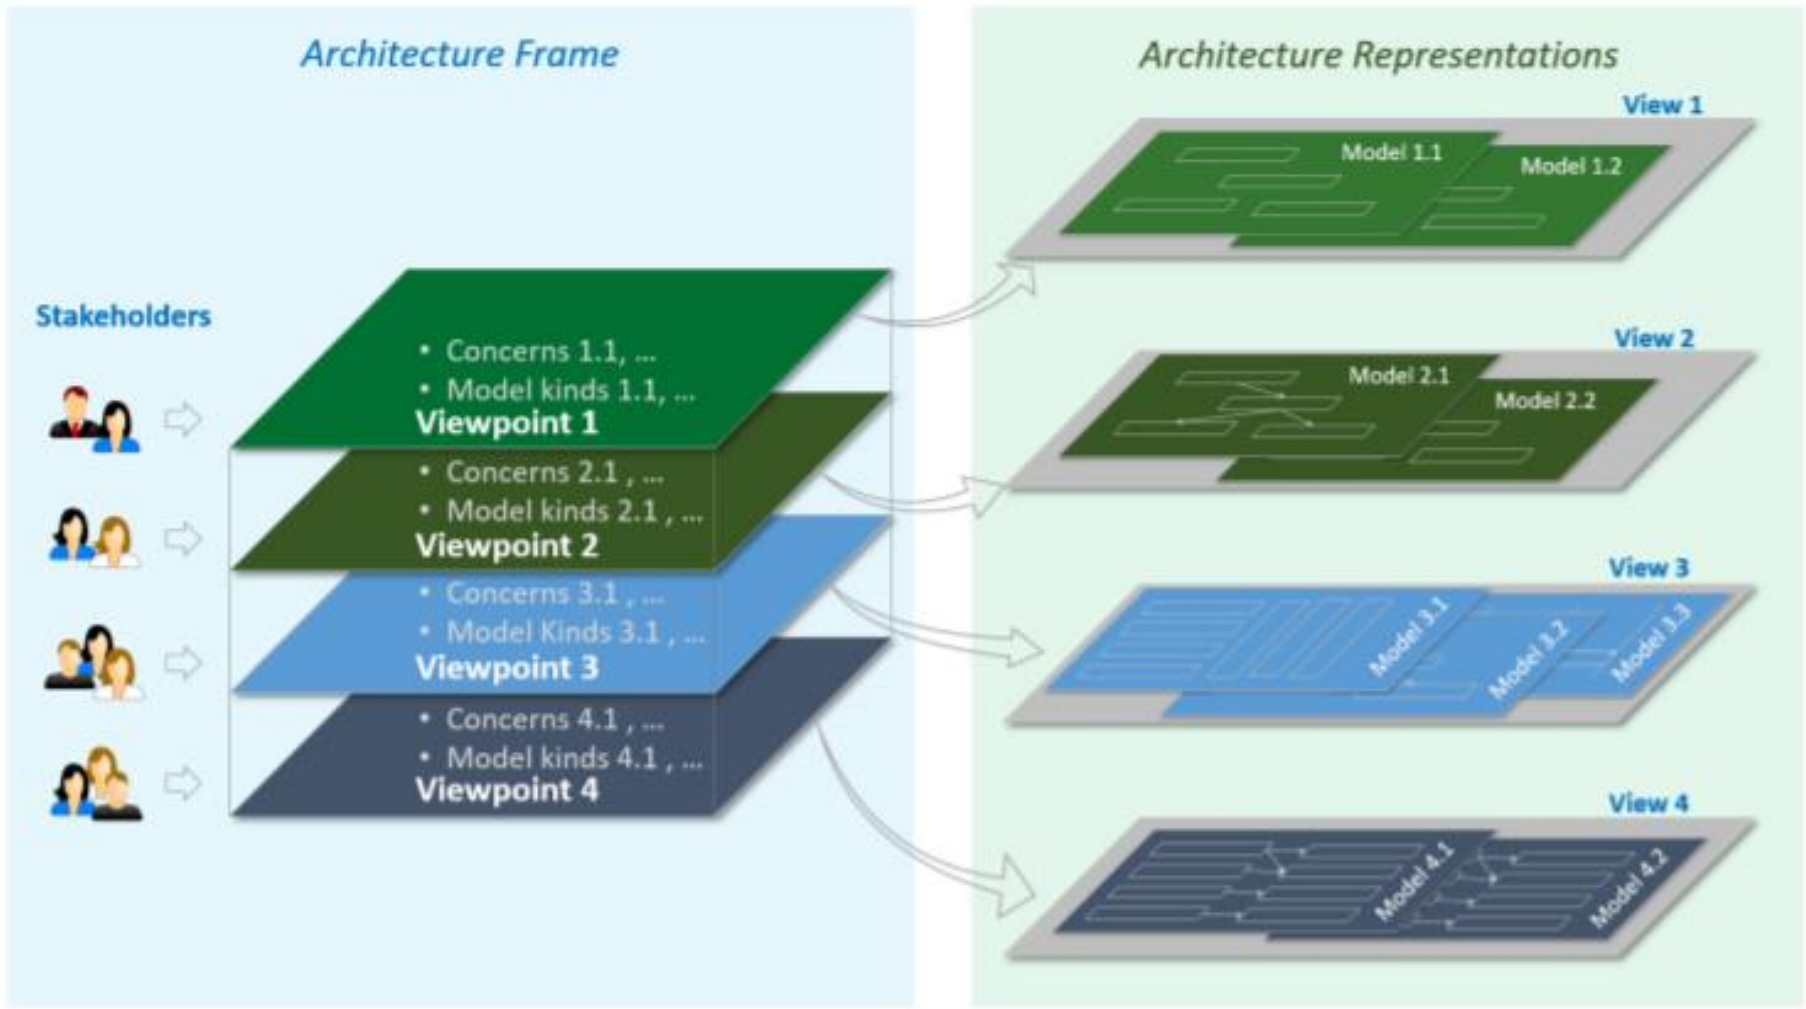 Architecture Frame
Stakeholders
• Concerns 1.1, ...
• Model kinds 1.1, ...
Viewpoint 1
• Concerns 2.1 , ...
• Model kinds 2.1 , ...
Viewpoint 2
• Concerns 3.1 , ...
• Model Kinds 3.1 , ...
Viewpoint 3
• Concerns 4.1 , ...
• Model kinds 4.1 , ...
Viewpoint 4
Architecture Representations
View 1
Model 1.1
Model 1.2
View 2
Model 2.1
Model 2.2
View 3
Model 3.1
Model 3.2
Model 3.3
View 4
Model 4.1
Model 4.2